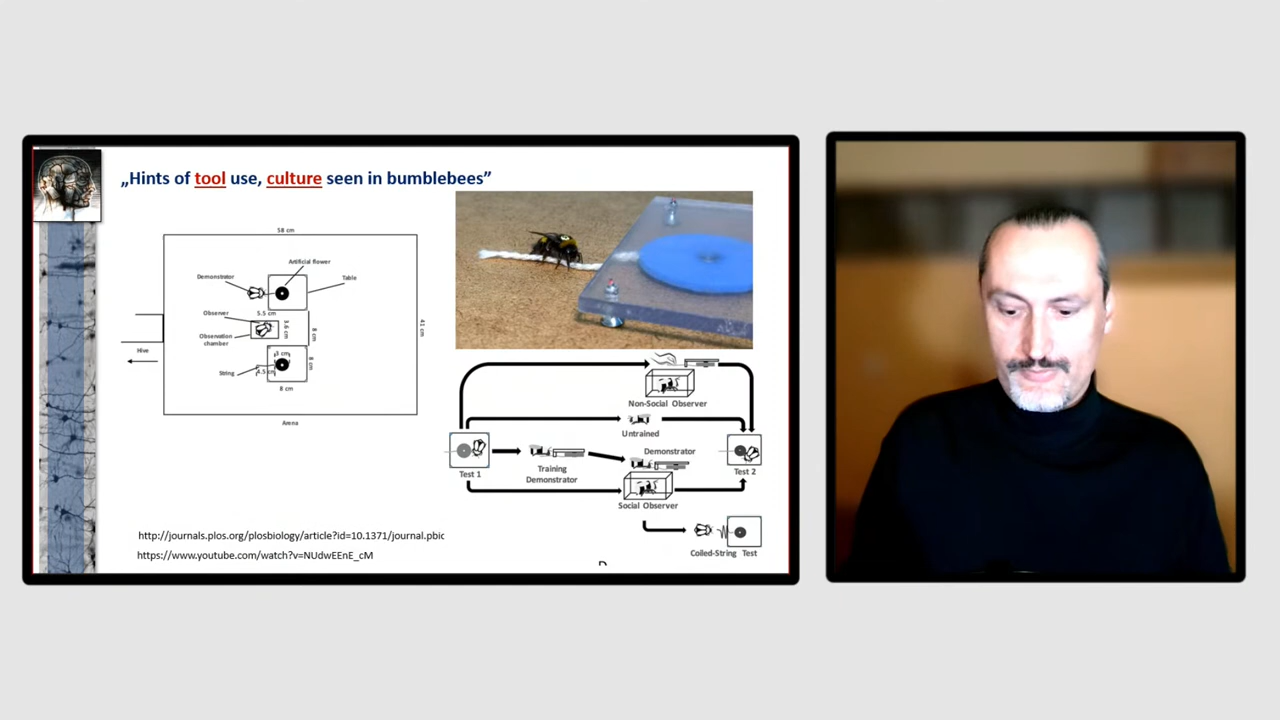 „Hints of tool use, culture seen in bumblebees”
58 cm
Artificial flower
Demonstrator
Table
5.5 cm
Observer
3.6 cm
8 cm
41 cm
Observation
chamber
Hive
3 cm
8 cm
String
4.5 cm
8 cm
Arena
Non-Social Observer
Untrained
Test 1
Training
Demonstrator
Demonstrator
Test 2
Social Observer
Coiled-String Test
http://journals.plos.org/plosbiology/article?id=10.1371/journal.pbio
https://www.youtube.com/watch?v=NUdwEEnE_cM